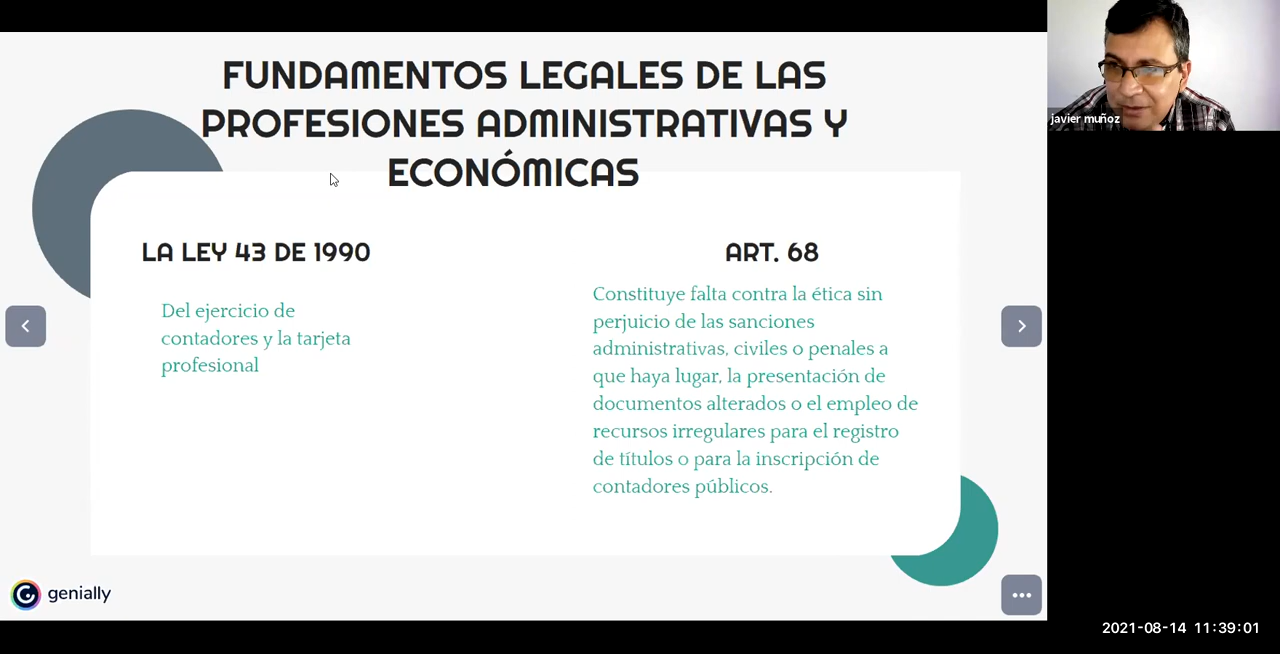 FUNDAMENTOS LEGALES DE LAS
PROFESIONES ADMINISTRATIVAS Y
ECONÓMICAS
LA LEY 43 DE 1990
Del ejercicio de
contadores y la tarjeta
profesional
ART. 68
Constituye falta contra la ética sin
perjuicio de las sanciones
administrativas, civiles o penales a
que haya lugar, la presentación de
documentos alterados o el empleo de
recursos irregulares para el registro
de títulos o para la inscripción de
contadores públicos.
genially
javier muñoz
2021-08-14 11:39:01